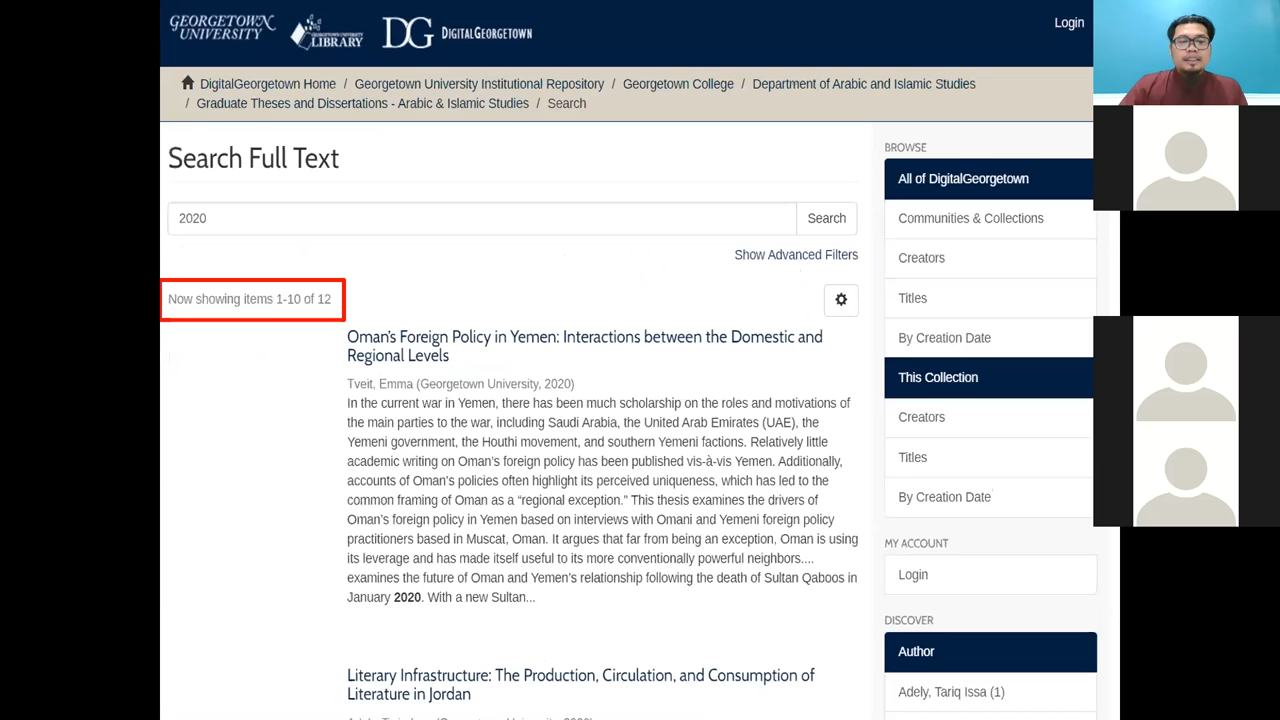 GEORGETOWN
UNIVERSITY
GEORGETOWN UNIVERSITY
LIBRARY
DG DIGITALGEORGETOWN
Login
DigitalGeorgetown Home / Georgetown University Institutional Repository / Georgetown College / Department of Arabic and Islamic Studies
/ Graduate Theses and Dissertations - Arabic & Islamic Studies / Search
Search Full Text
2020
Search
Show Advanced Filters
Now showing items 1-10 of 12
Oman’s Foreign Policy in Yemen: Interactions between the Domestic and
Regional Levels
Tveit, Emma (Georgetown University, 2020)
In the current war in Yemen, there has been much scholarship on the roles and motivations of
the main parties to the war, including Saudi Arabia, the United Arab Emirates (UAE), the
Yemeni government, the Houthi movement, and southern Yemeni factions. Relatively little
academic writing on Oman’s foreign policy has been published vis-à-vis Yemen. Additionally,
accounts of Oman’s policies often highlight its perceived uniqueness, which has led to the
common framing of Oman as a “regional exception.” This thesis examines the drivers of
Oman’s foreign policy in Yemen based on interviews with Omani and Yemeni foreign policy
practitioners based in Muscat, Oman. It argues that far from being an exception, Oman is using
its leverage and has made itself useful to its more conventionally powerful neighbors....
examines the future of Oman and Yemen’s relationship following the death of Sultan Qaboos in
January 2020. With a new Sultan...
Literary Infrastructure: The Production, Circulation, and Consumption of
Literature in Jordan
BROWSE
All of DigitalGeorgetown
Communities & Collections
Creators
Titles
By Creation Date
This Collection
Creators
Titles
By Creation Date
MY ACCOUNT
Login
DISCOVER
Author
Adely, Tariq Issa (1)